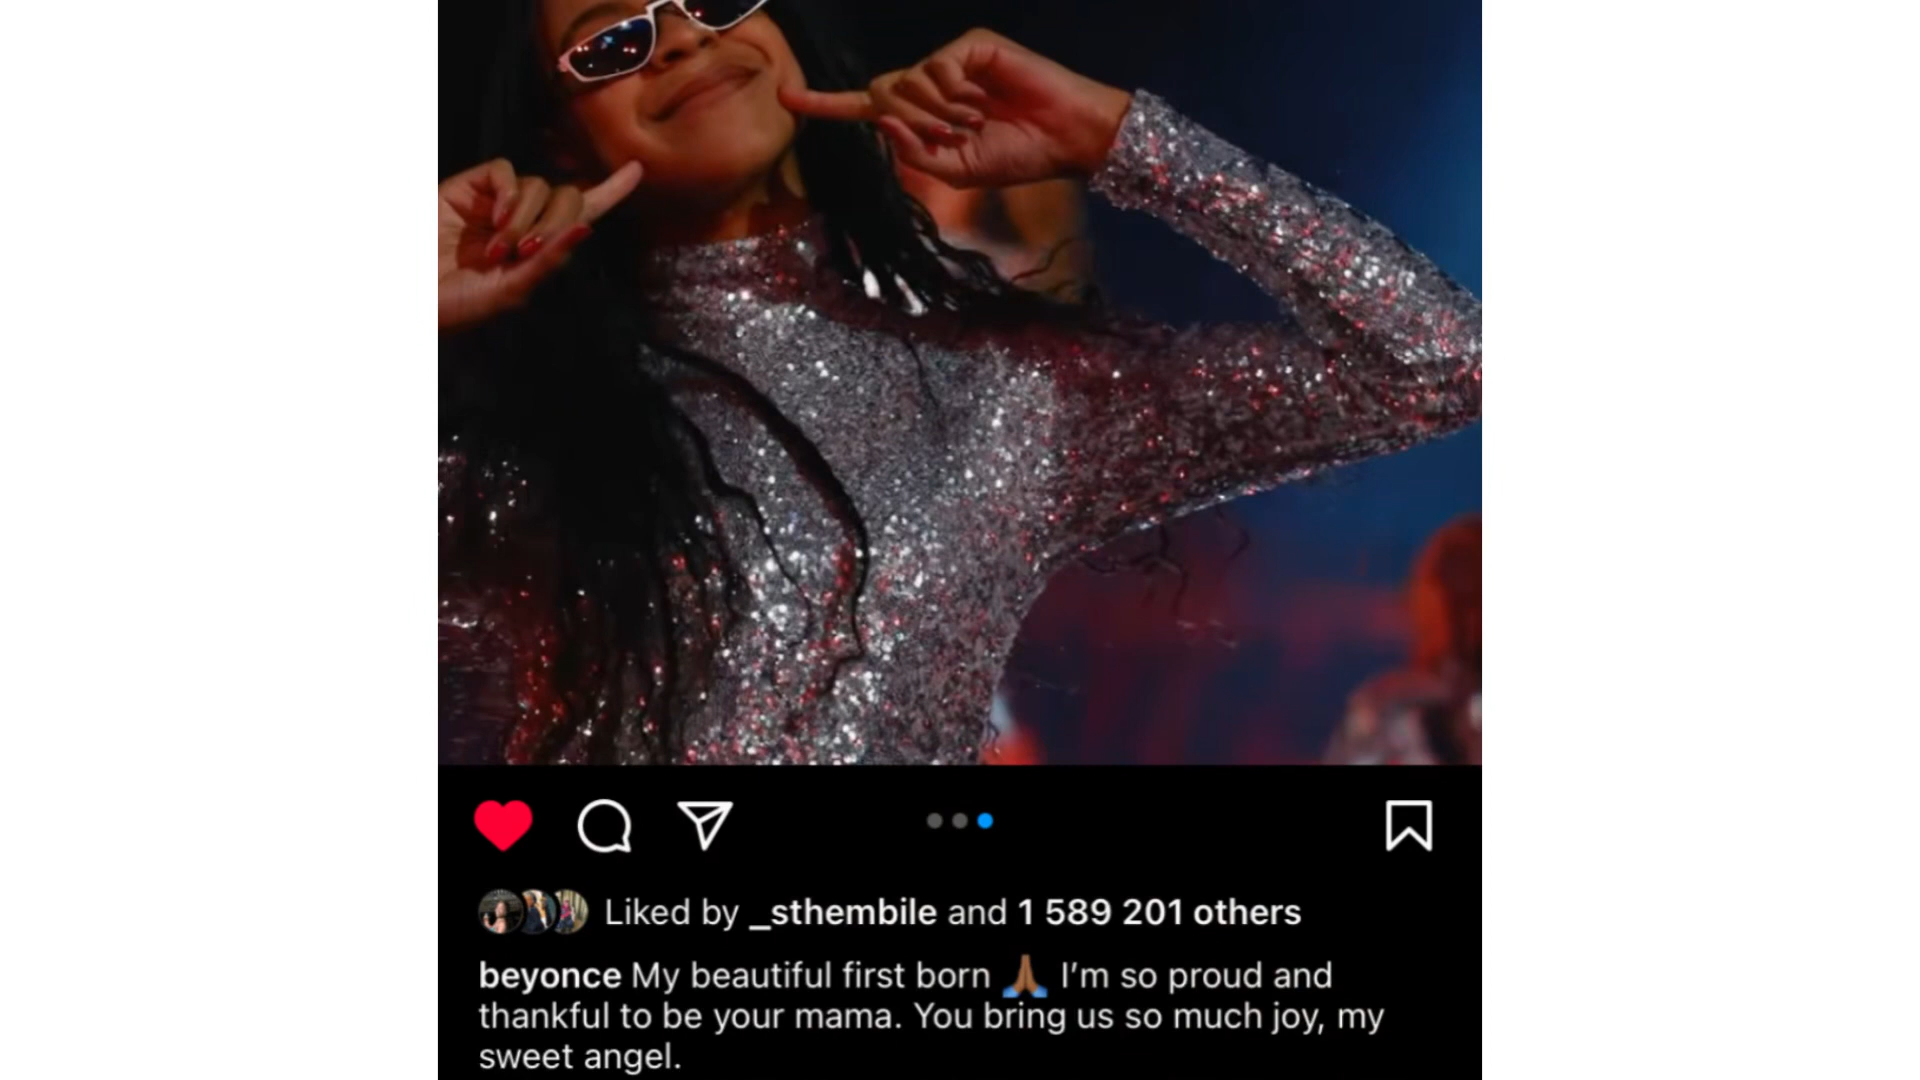 Liked by _sthembile and 1 589 201 others
beyonce My beautiful first born 🙏🏾 I’m so proud and
thankful to be your mama. You bring us so much joy, my
sweet angel.